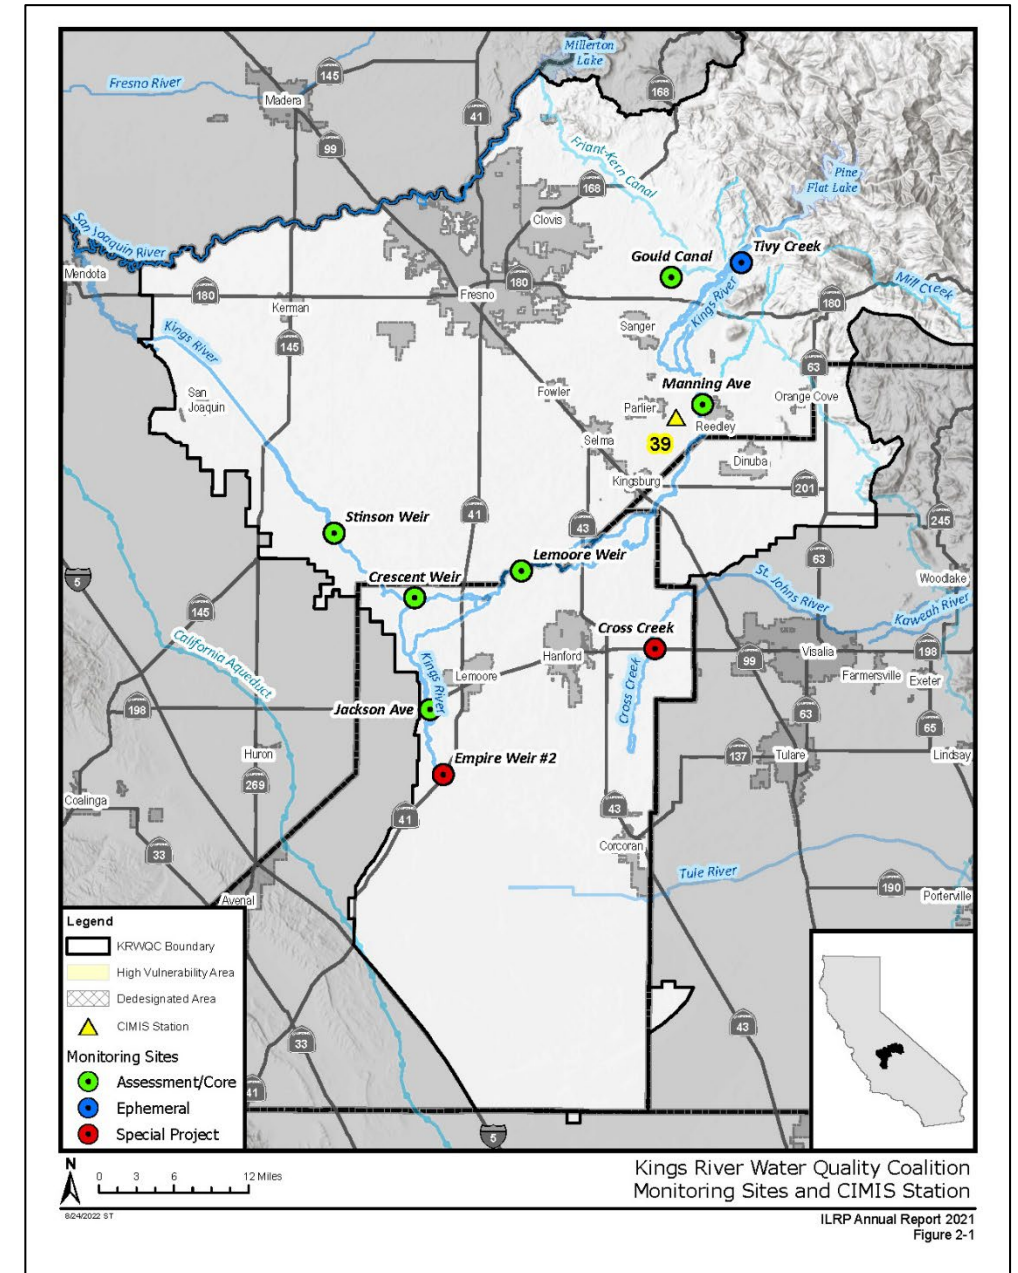 Millerton
Lake
Fresno River
145
168
Madera
41
99
Friant-Kern Canal
168
Pine
Flat Lake
Clovis
San Joaquin River
Gould Canal
Tivy Creek
Mendota
180
Fresno
180
Kings River
Mill Creek
180
Kerman
Sanger
Kings River
145
63
San
Joaquin
Fowler
Manning Ave
Orange Cove
Parlier
Reedley
39
Selma
Dinuba
Kingsburg
201
41
43
245
Stinson Weir
63
Lemoore Weir
5
Crescent Weir
St. Johns River
Woodlake
145
Kaweah River
California Aqueduct
Cross Creek
Hanford
99
Visalia
198
Kings River
Lemoore
Cross Creek
Farmersville
Exeter
198
Jackson Ave
63
65
Huron
Empire Weir #2
137
Tulare
Lindsay
269
Coalinga
41
43
33
Corcoran
Tule River
190
Avenal
Porterville
Legend
KRWQC Boundary
High Vulnerability Area
Dedesignated Area
CIMIS Station
Monitoring Sites
Assessment/Core
Ephemeral
Special Project
33
43
41
5
N
0 3 6 12 Miles
8/24/2022 ST
Kings River Water Quality Coalition
Monitoring Sites and CIMIS Station
ILRP Annual Report 2021
Figure 2-1